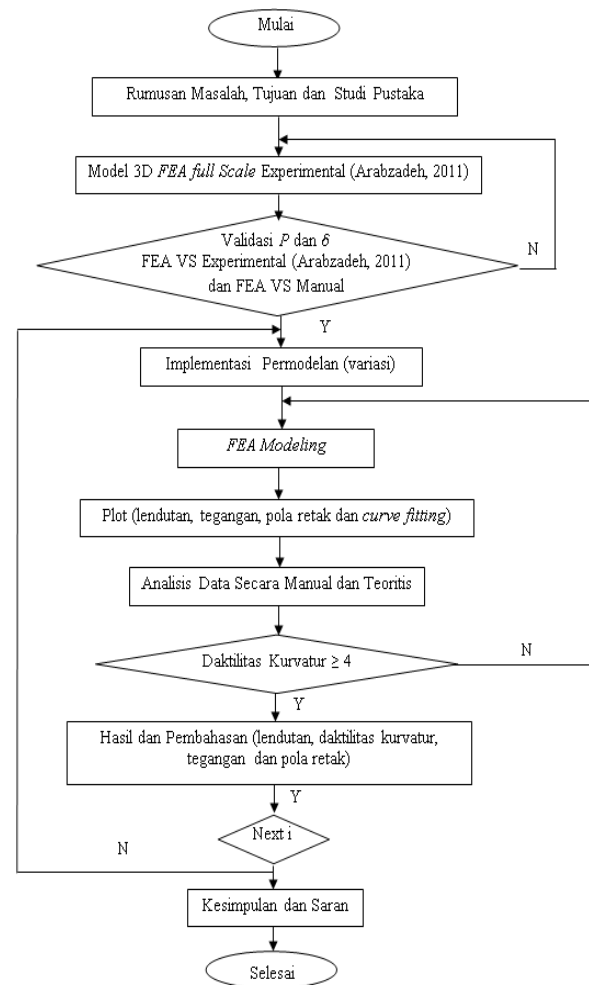 Mulai
Rumusan Masalah, Tujuan dan Studi Pustaka
Model 3D FEA full Scale Experimental (Arabzadeh, 2011)
Validasi P dan δ
FEA VS Experimental (Arabzadeh, 2011)
dan FEA VS Manual
N
Y
Implementasi Permodelan (variasi)
FEA Modeling
Plot (lendutan, tegangan, pola retak dan curve fitting)
Analisis Data Secara Manual dan Teoritis
Daktilitas Kurvatur ≥ 4
N
Y
Hasil dan Pembahasan (lendutan, daktilitas kurvatur,
tegangan dan pola retak)
Y
Next i
N
Kesimpulan dan Saran
Selesai